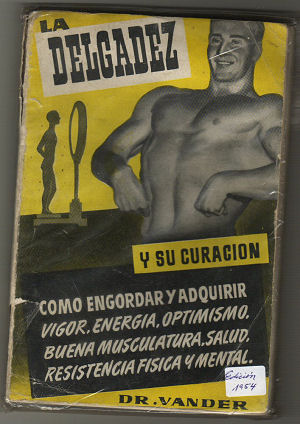 LA
DELGADEZ
Y SU CURACION
COMO ENGORDAR Y ADQUIRIR
VIGOR, ENERGIA, OPTIMISMO,
BUENA MUSCULATURA, SALUD,
RESISTENCIA FISICA Y MENTAL.
Edición
1954
DR. VANDER